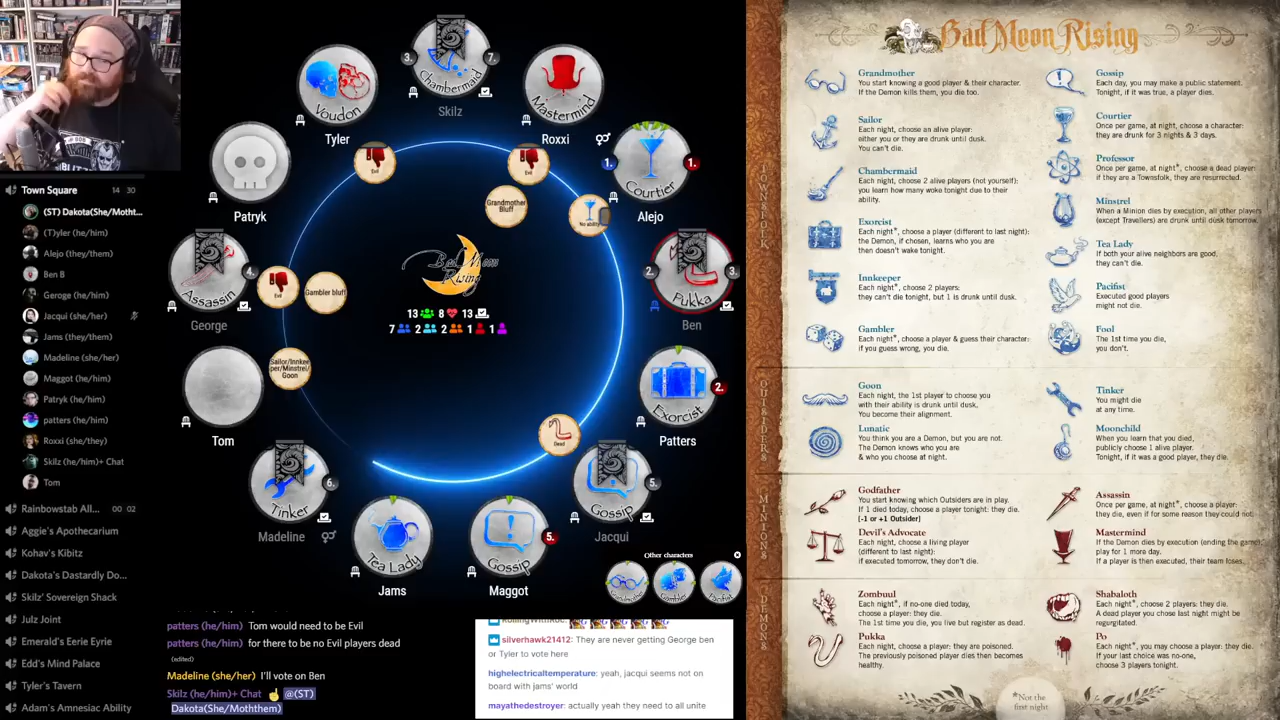 Town Square
14 30
(ST) Dakota(She/Motht...
(T)yler (he/him)
Alejo (they/them)
Ben B
Geroge (he/him)
Jacqui (she/her)
Jams (they/them)
Madeline (she/her)
Maggot (he/him)
Patryk (he/him)
patters (he/him)
Roxxi (she/they)
Skilz (he/him)+ Chat
Tom
Rainbowstab All...
00 02
Aggie's Apothecarium
Kohav's Kibitz
Dakota's Dastardly Do...
Skilz' Sovereign Shack
Julz Joint
Emerald's Eerie Eyrie
Edd's Mind Palace
Tyler's Tavern
Adam's Amnesiac Ability
Voudon
Tyler
3.
7.
Chambermaid
Skilz
Mastermind
Roxxi
1.
1.
Courtier
Alejo
2.
3.
Pukka
Ben
2.
Exorcist
Patters
5.
Gossip
Jacqui
5.
Gossip
Maggot
Tea Lady
Jams
6.
Tinker
Madeline
Tom
4.
Assassin
George
Patryk
Evil
Evil
Grandmother
Bluff
No ability
Evil
Gambler bluff
Sailor/Innkee
per/Minstrel/
Goon
Dead
Bad Moon
Rising
13 8 13
7 2 2 1 1
Other characters
patters (he/him) Tom would need to be Evil
patters (he/him) for there to be no Evil players dead
(edited)
Madeline (she/her) I'll vote on Ben
Skilz (he/him)+ Chat ☝ @(ST)
Dakota(She/Moththem)
silverhawk21412: They are never getting George ben
or Tyler to vote here
highelectricaltemperature: yeah, jacqui seems not on
board with jams' world
mayathedestroyer: actually yeah they need to all unite
Bad Moon Rising
TOWNSFOLK
Grandmother
You start knowing a good player & their character.
If the Demon kills them, you die too.
Sailor
Each night, choose an alive player:
either you or they are drunk until dusk.
You can't die.
Chambermaid
Each night, choose 2 alive players (not yourself):
you learn how many woke tonight due to their
ability.
Exorcist
Each night*, choose a player (different to last night):
the Demon, if chosen, learns who you are
then doesn't wake tonight.
Innkeeper
Each night*, choose 2 players:
they can't die tonight, but 1 is drunk until dusk.
Gambler
Each night*, choose a player & guess their character:
if you guess wrong, you die.
Gossip
Each day, you may make a public statement.
Tonight, if it was true, a player dies.
Courtier
Once per game, at night, choose a character:
they are drunk for 3 nights & 3 days.
Professor
Once per game, at night*, choose a dead player:
if they are a Townsfolk, they are resurrected.
Minstrel
When a Minion dies by execution, all other players
(except Travellers) are drunk until dusk tomorrow.
Tea Lady
If both your alive neighbors are good,
they can't die.
Pacifist
Executed good players
might not die.
Fool
The 1st time you die,
you don't.
OUTSIDERS
Goon
Each night, the 1st player to choose you
with their ability is drunk until dusk,
You become their alignment.
Lunatic
You think you are a Demon, but you are not.
The Demon knows who you are
& who you choose at night.
Tinker
You might die
at any time.
Moonchild
When you learn that you died,
publicly choose 1 alive player.
Tonight, if it was a good player, they die.
MINIONS
Godfather
You start knowing which Outsiders are in play.
If 1 died today, choose a player tonight: they die.
[-1 or +1 Outsider]
Devil's Advocate
Each night, choose a living player
(different to last night):
if executed tomorrow, they don't die.
Assassin
Once per game, at night*, choose a player:
they die, even if for some reason they could not.
Mastermind
If the Demon dies by execution (ending the game),
play for 1 more day.
If a player is then executed, their team loses.
DEMONS
Zombuul
Each night*, if no-one died today,
choose a player: they die.
The 1st time you die, you live but register as dead.
Pukka
Each night, choose a player: they are poisoned.
The previously poisoned player dies then becomes
healthy.
Shabaloth
Each night*, choose 2 players: they die.
A dead player you chose last night might be
regurgitated.
Po
Each night*, you may choose a player: they die.
If your last choice was no-one,
choose 3 players tonight.
*Not the
first night